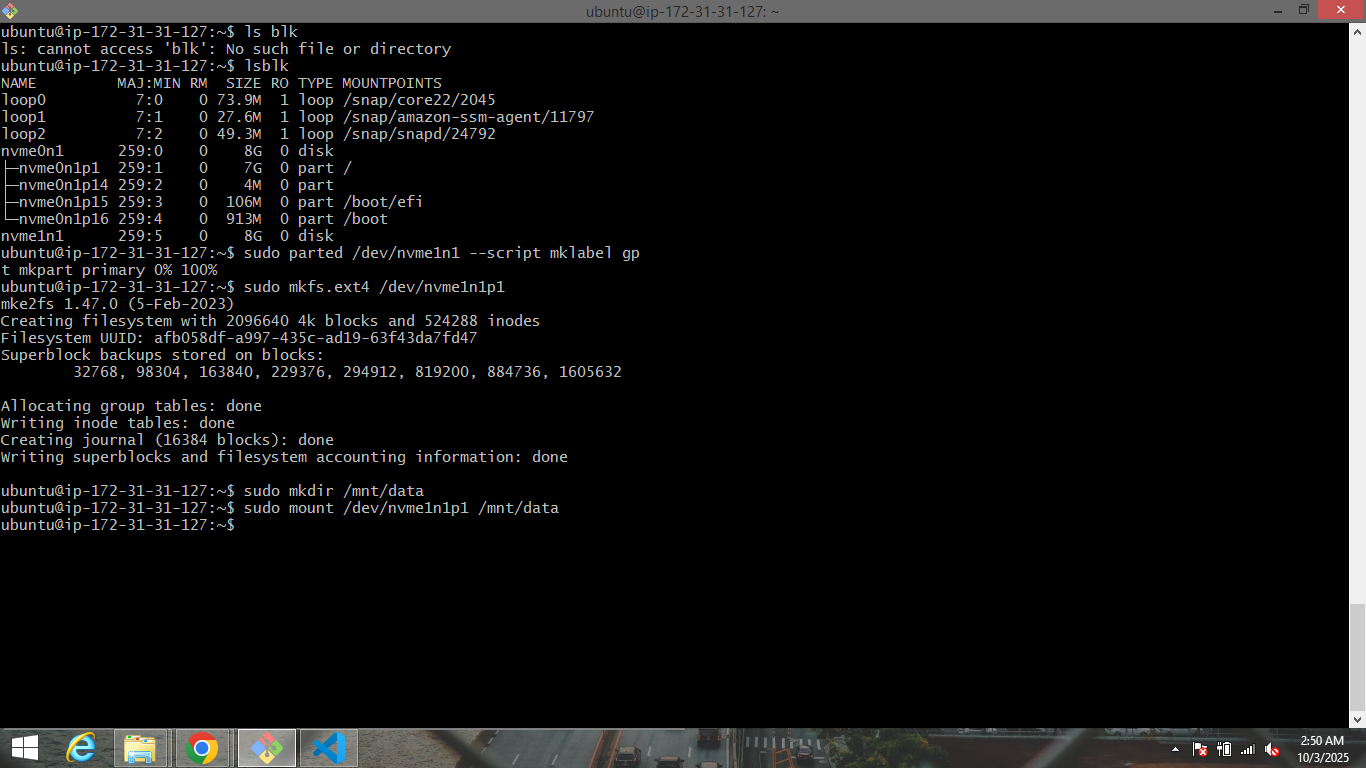 ubuntu@ip-172-31-31-127: ~
ubuntu@ip-172-31-31-127:~$ ls blk
ls: cannot access 'blk': No such file or directory
ubuntu@ip-172-31-31-127:~$ lsblk
NAME         MAJ:MIN RM  SIZE RO TYPE MOUNTPOINTS
loop0          7:0    0 73.9M  1 loop /snap/core22/2045
loop1          7:1    0 27.6M  1 loop /snap/amazon-ssm-agent/11797
loop2          7:2    0 49.3M  1 loop /snap/snapd/24792
nvme0n1      259:0    0    8G  0 disk
├─nvme0n1p1  259:1    0    7G  0 part /
├─nvme0n1p14 259:2    0    4M  0 part
├─nvme0n1p15 259:3    0  106M  0 part /boot/efi
└─nvme0n1p16 259:4    0  913M  0 part /boot
nvme1n1      259:5    0    8G  0 disk
ubuntu@ip-172-31-31-127:~$ sudo parted /dev/nvme1n1 --script mklabel gp
t mkpart primary 0% 100%
ubuntu@ip-172-31-31-127:~$ sudo mkfs.ext4 /dev/nvme1n1p1
mke2fs 1.47.0 (5-Feb-2023)
Creating filesystem with 2096640 4k blocks and 524288 inodes
Filesystem UUID: afb058df-a997-435c-ad19-63f43da7fd47
Superblock backups stored on blocks:
        32768, 98304, 163840, 229376, 294912, 819200, 884736, 1605632
Allocating group tables: done
Writing inode tables: done
Creating journal (16384 blocks): done
Writing superblocks and filesystem accounting information: done
ubuntu@ip-172-31-31-127:~$ sudo mkdir /mnt/data
ubuntu@ip-172-31-31-127:~$ sudo mount /dev/nvme1n1p1 /mnt/data
ubuntu@ip-172-31-31-127:~$
2:50 AM
10/3/2025